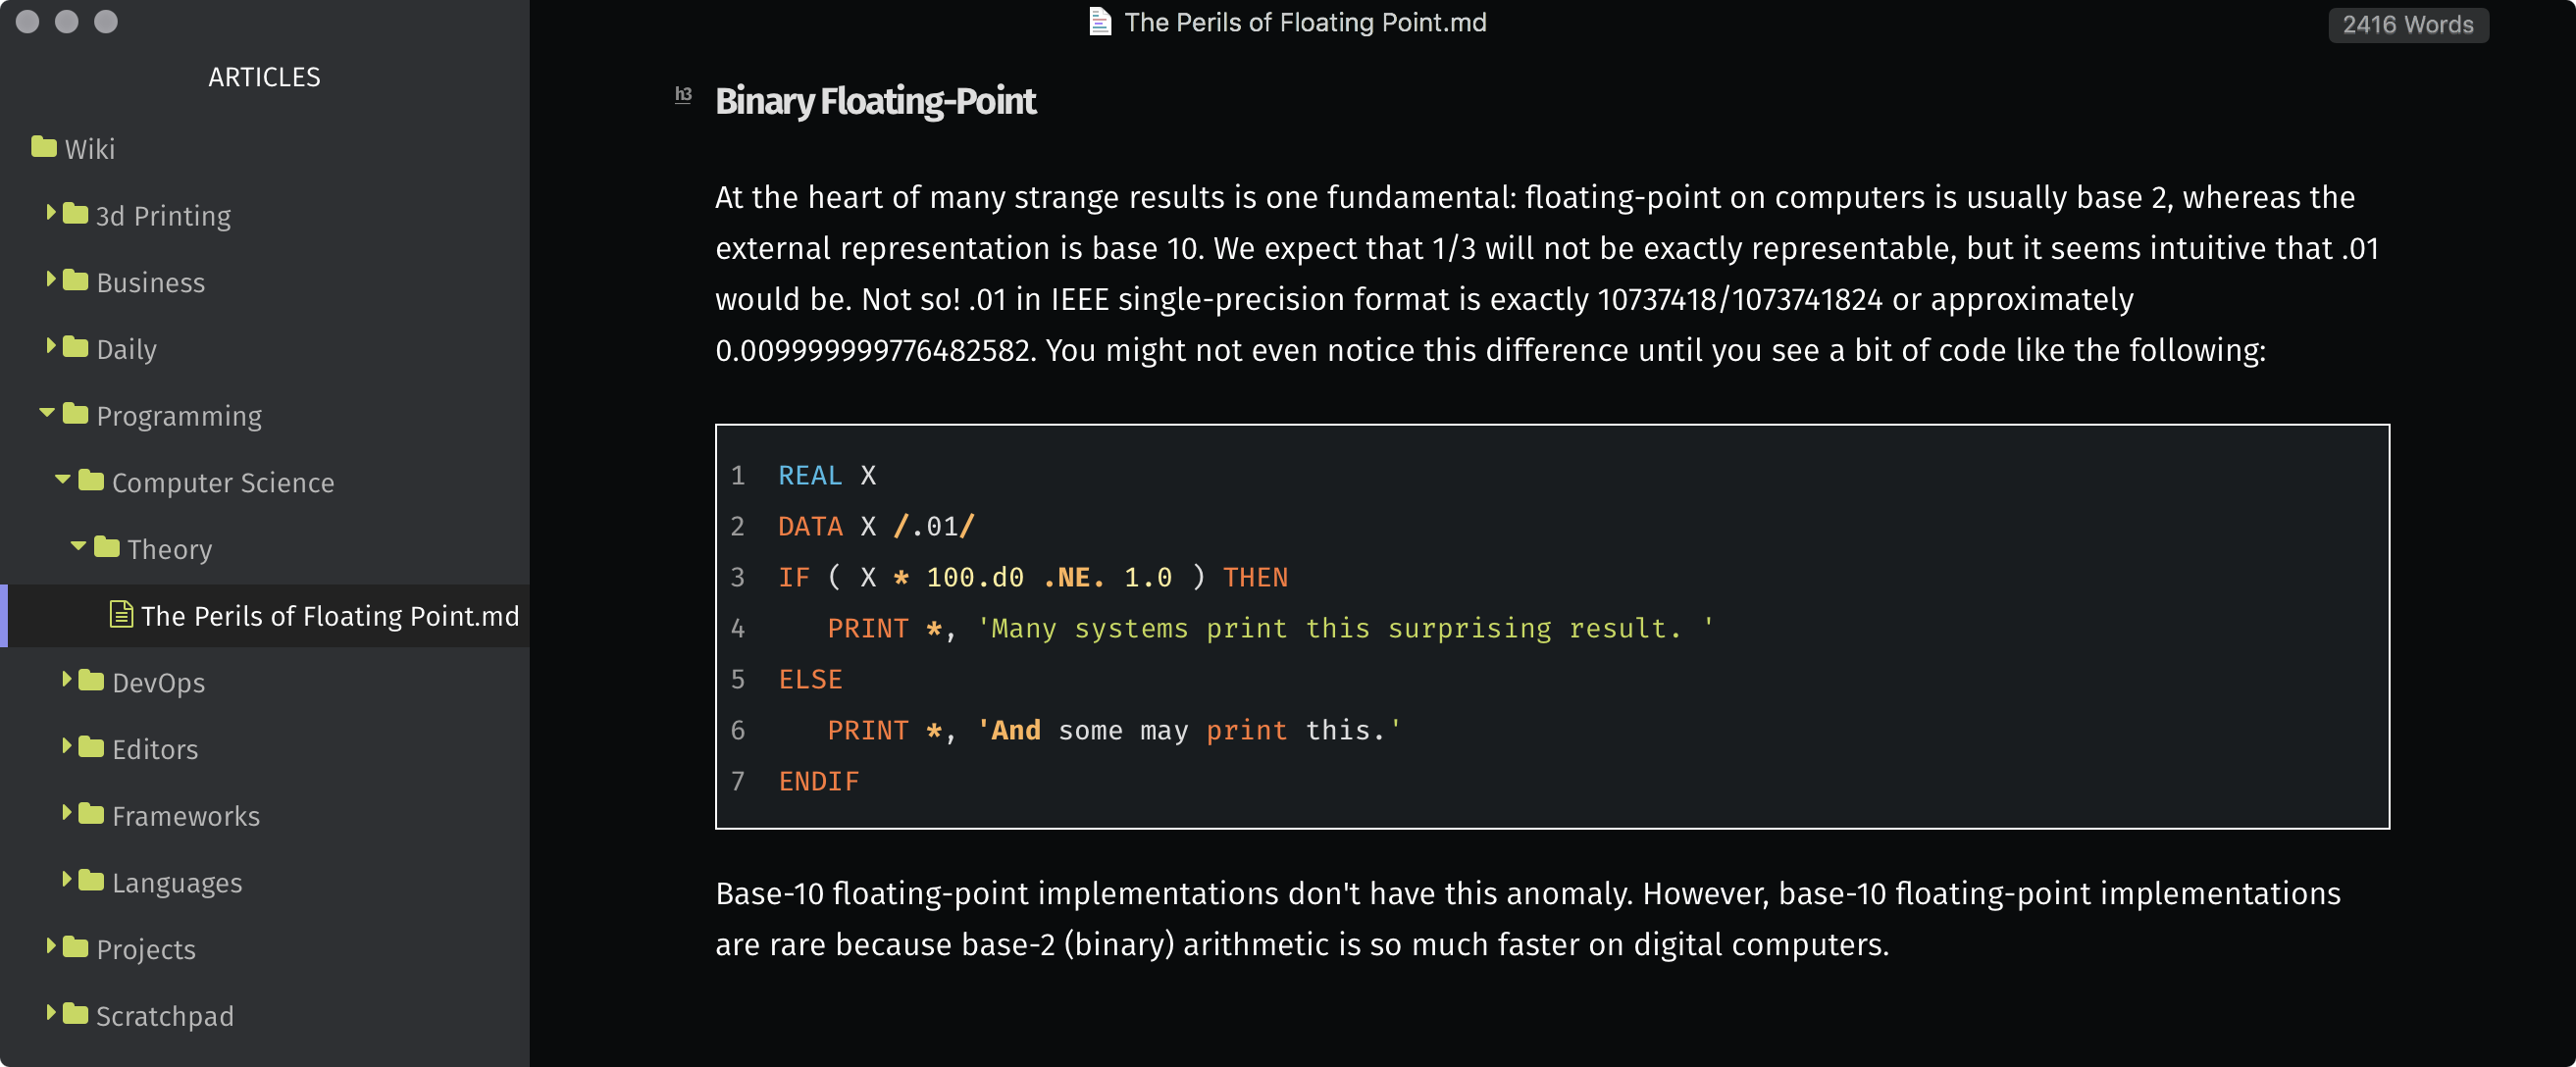 The Perils of Floating Point.md
2416 Words
ARTICLES
Wiki
3d Printing
Business
Daily
Programming
Computer Science
Theory
The Perils of Floating Point.md
DevOps
Editors
Frameworks
Languages
Projects
Scratchpad
h3
Binary Floating-Point
At the heart of many strange results is one fundamental: floating-point on computers is usually base 2, whereas the
external representation is base 10. We expect that 1/3 will not be exactly representable, but it seems intuitive that .01
would be. Not so! .01 in IEEE single-precision format is exactly 10737418/1073741824 or approximately
0.009999999776482582. You might not even notice this difference until you see a bit of code like the following:
1 REAL X
2 DATA X /.01/
3 IF ( X * 100.d0 .NE. 1.0 ) THEN
4    PRINT *, 'Many systems print this surprising result. '
5 ELSE
6    PRINT *, 'And some may print this.'
7 ENDIF
Base-10 floating-point implementations don't have this anomaly. However, base-10 floating-point implementations
are rare because base-2 (binary) arithmetic is so much faster on digital computers.